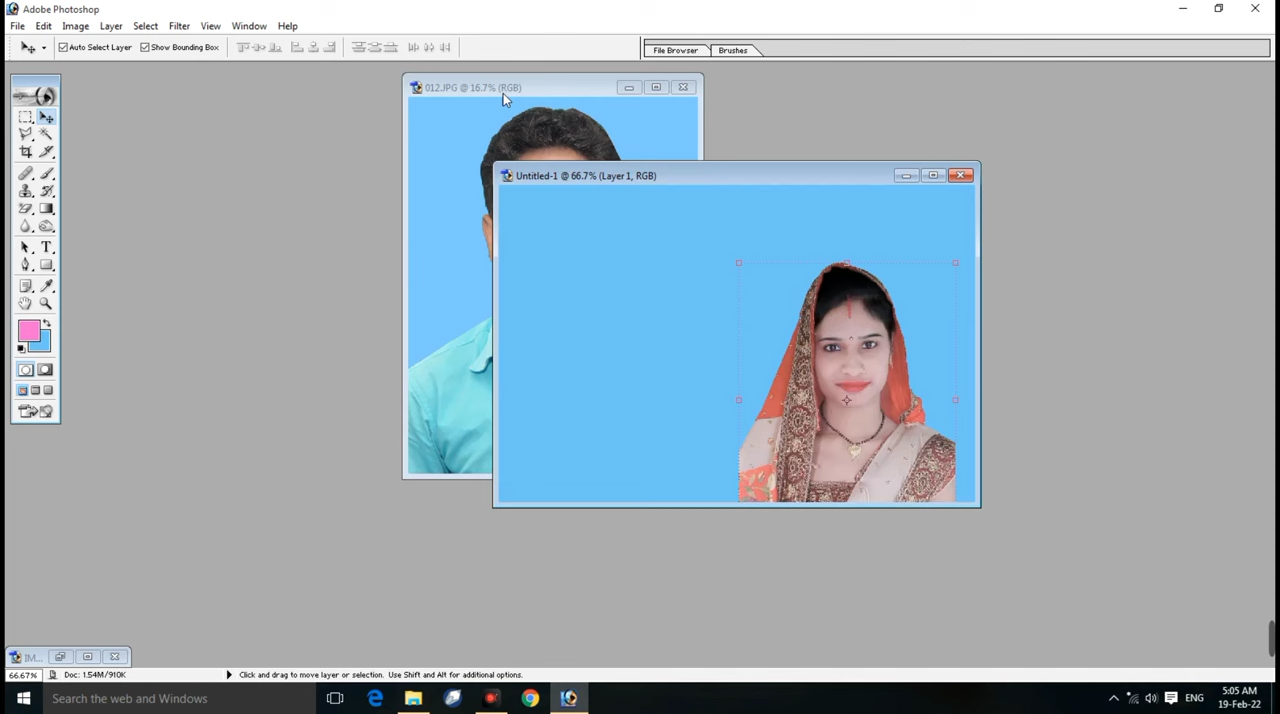 Adobe Photoshop
File Edit Image Layer Select Filter View Window Help
Auto Select Layer Show Bounding Box
File Browser Brushes
012.JPG @ 16.7% (RGB)
Untitled-1 @ 66.7% (Layer 1, RGB)
T
IM...
66.67% Doc: 1.54M/910K Click and drag to move layer or selection. Use Shift and Alt for additional options.
Search the web and Windows
ENG
5:05 AM
19-Feb-22